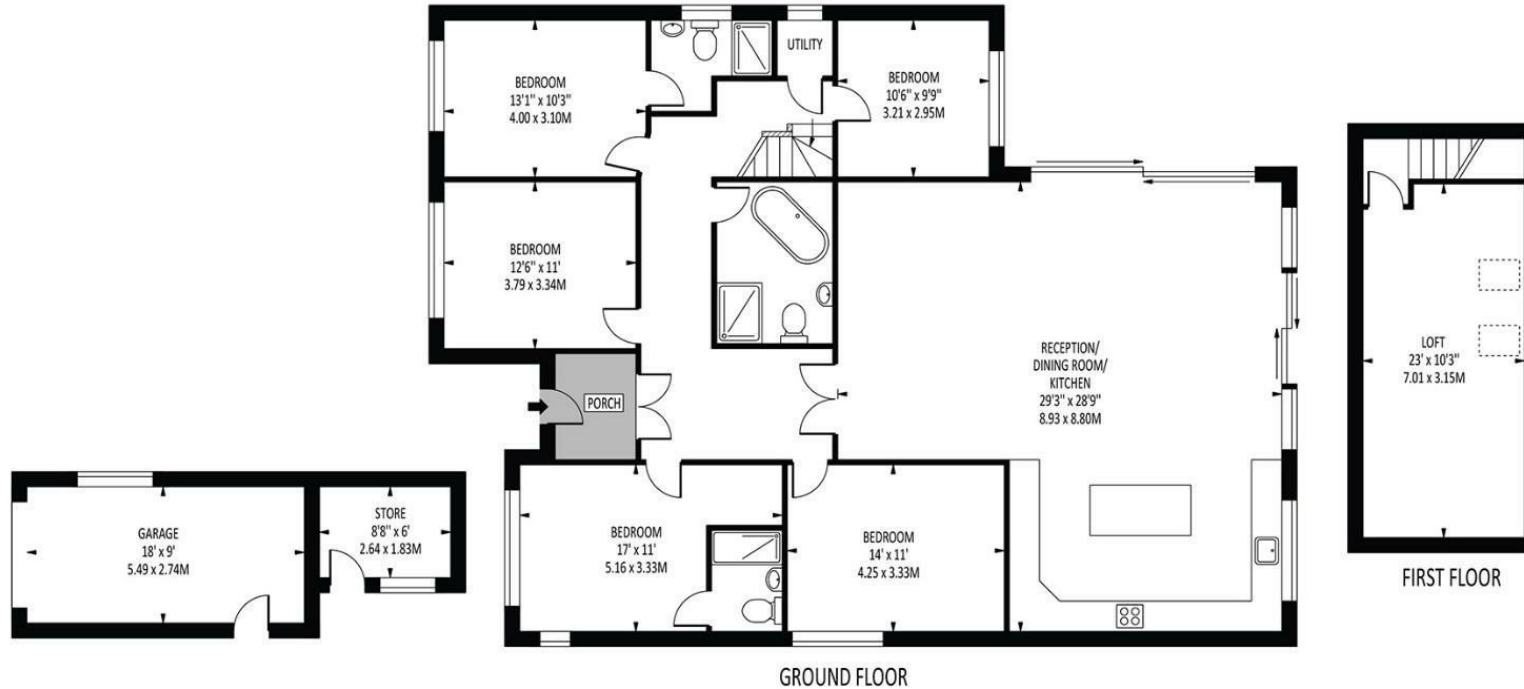 BEDROOM
13'1" x 10'3"
4.00 x 3.10M
UTILITY
BEDROOM
10'6" x 9'9"
3.21 x 2.95M
BEDROOM
12'6" x 11'
3.79 x 3.34M
PORCH
RECEPTION/
DINING ROOM/
KITCHEN
29'3" x 28'9"
8.93 x 8.80M
LOFT
23' x 10'3"
7.01 x 3.15M
FIRST FLOOR
GARAGE
18' x 9'
5.49 x 2.74M
STORE
8'8" x 6'
2.64 x 1.83M
BEDROOM
17' x 11'
5.16 x 3.33M
BEDROOM
14' x 11'
4.25 x 3.33M
GROUND FLOOR